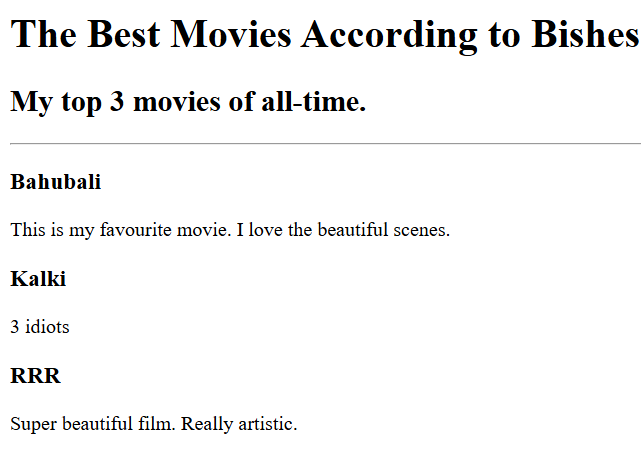 The Best Movies According to Bishes
My top 3 movies of all-time.
Bahubali
This is my favourite movie. I love the beautiful scenes.
Kalki
3 idiots
RRR
Super beautiful film. Really artistic.